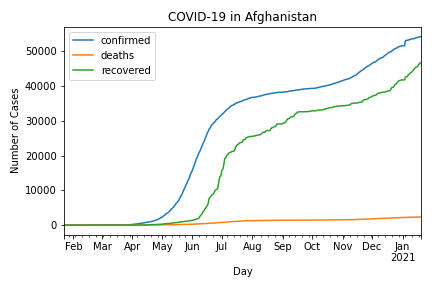 COVID-19 in Afghanistan
confirmed
deaths
recovered
Number of Cases
50000
40000
30000
20000
10000
0
Feb Mar Apr May Jun Jul Aug Sep Oct Nov Dec Jan
2021
Day